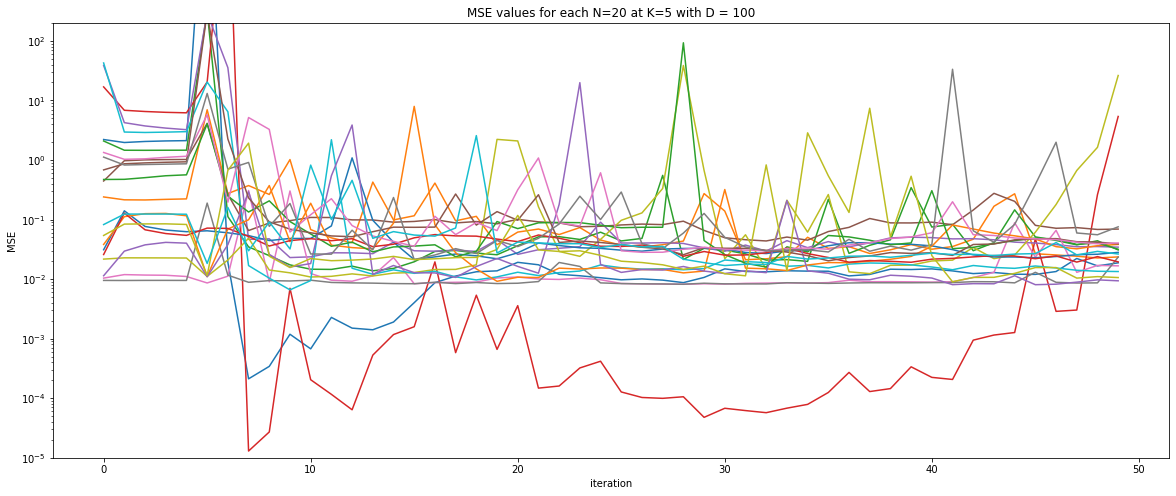 MSE values for each N=20 at K=5 with D = 100
10²
10¹
10⁰
10⁻¹
10⁻²
10⁻³
10⁻⁴
10⁻⁵
MSE
0 10 20 30 40 50
iteration